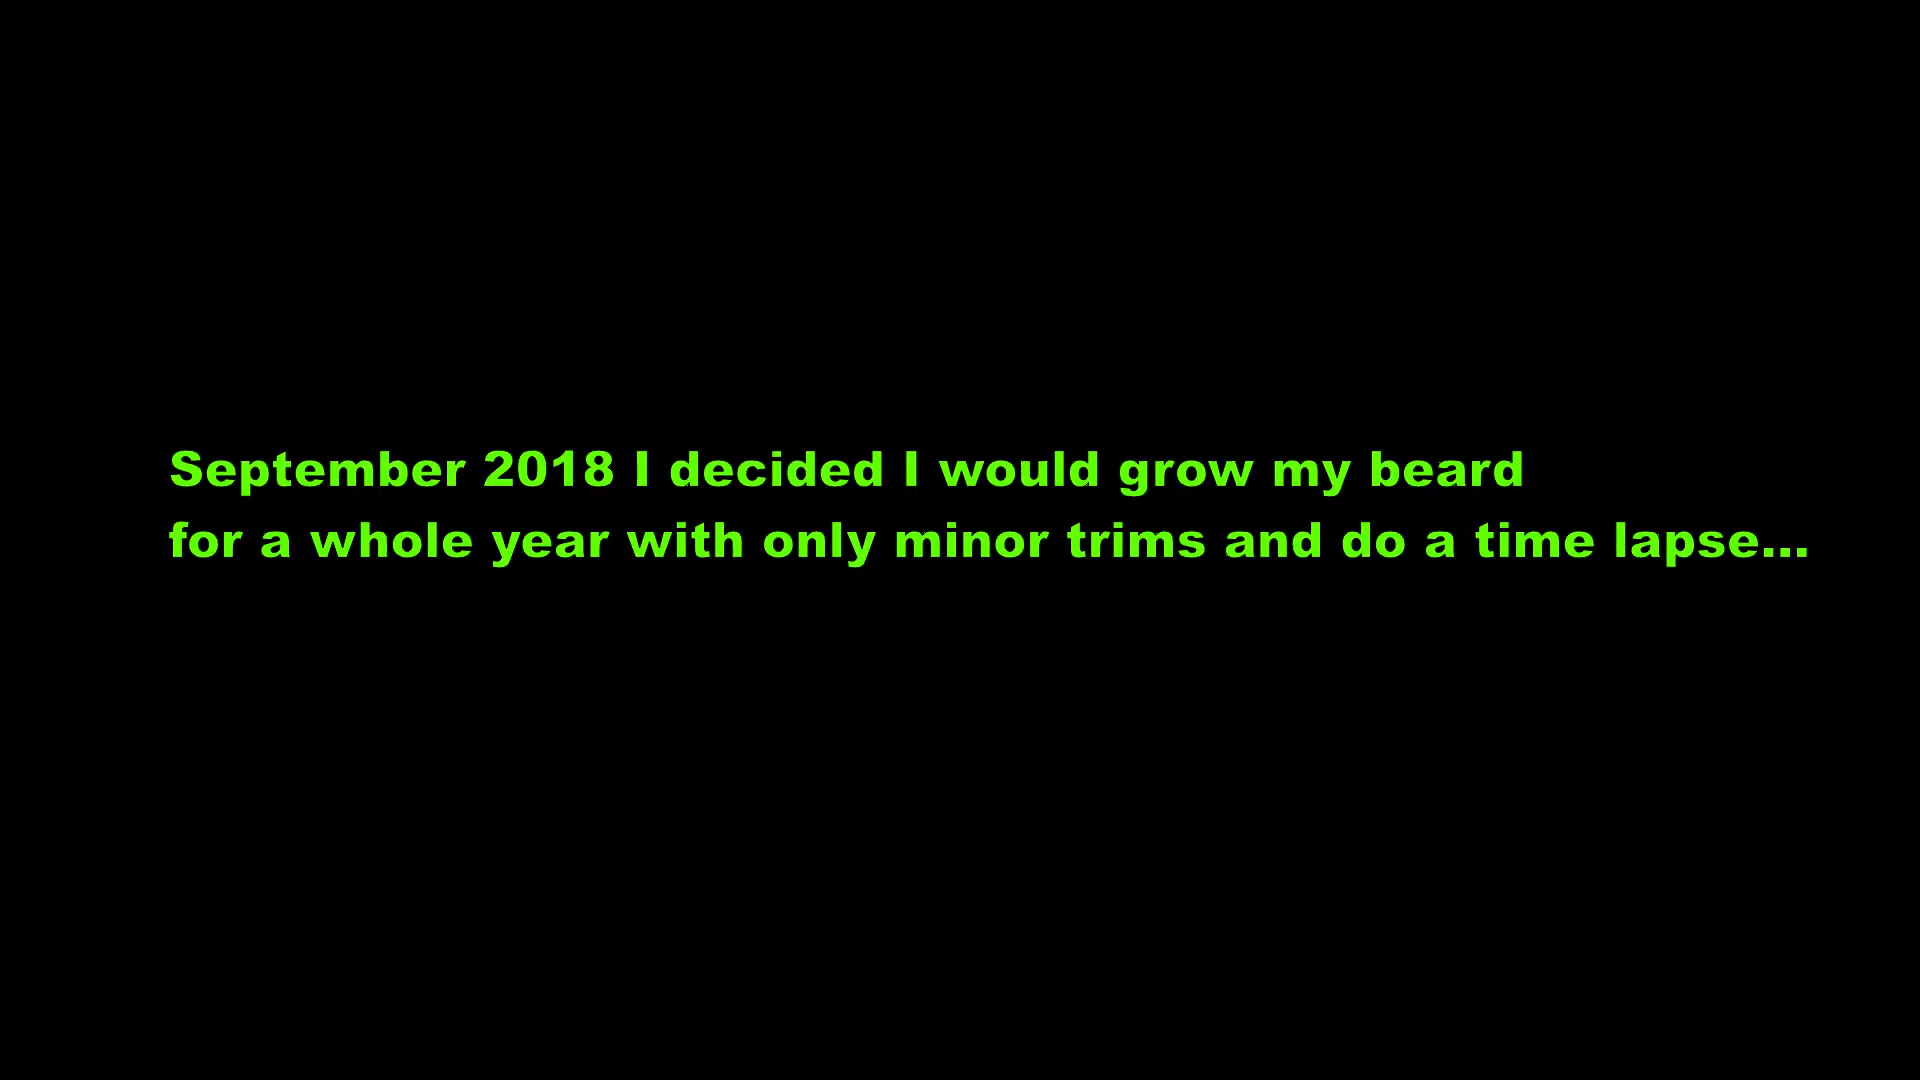 September 2018 I decided I would grow my beard
for a whole year with only minor trims and do a time lapse...